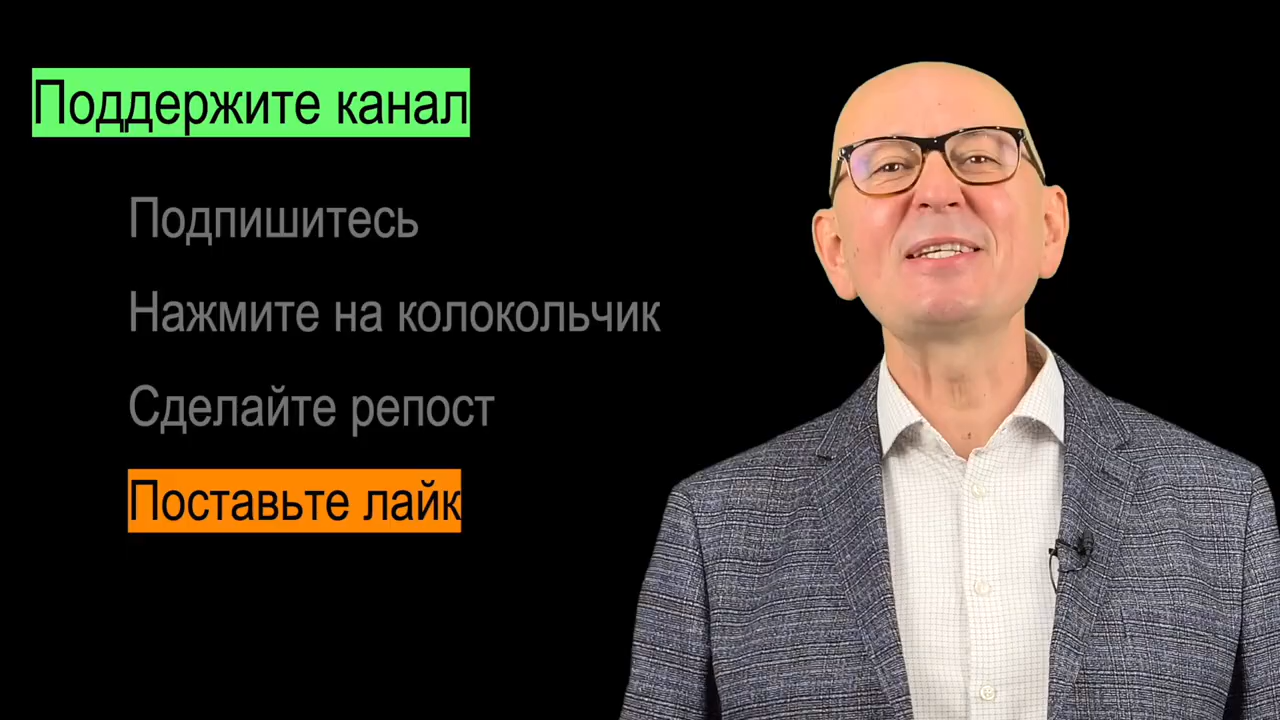 Поддержите канал
Подпишитесь
Нажмите на колокольчик
Сделайте репост
Поставьте лайк